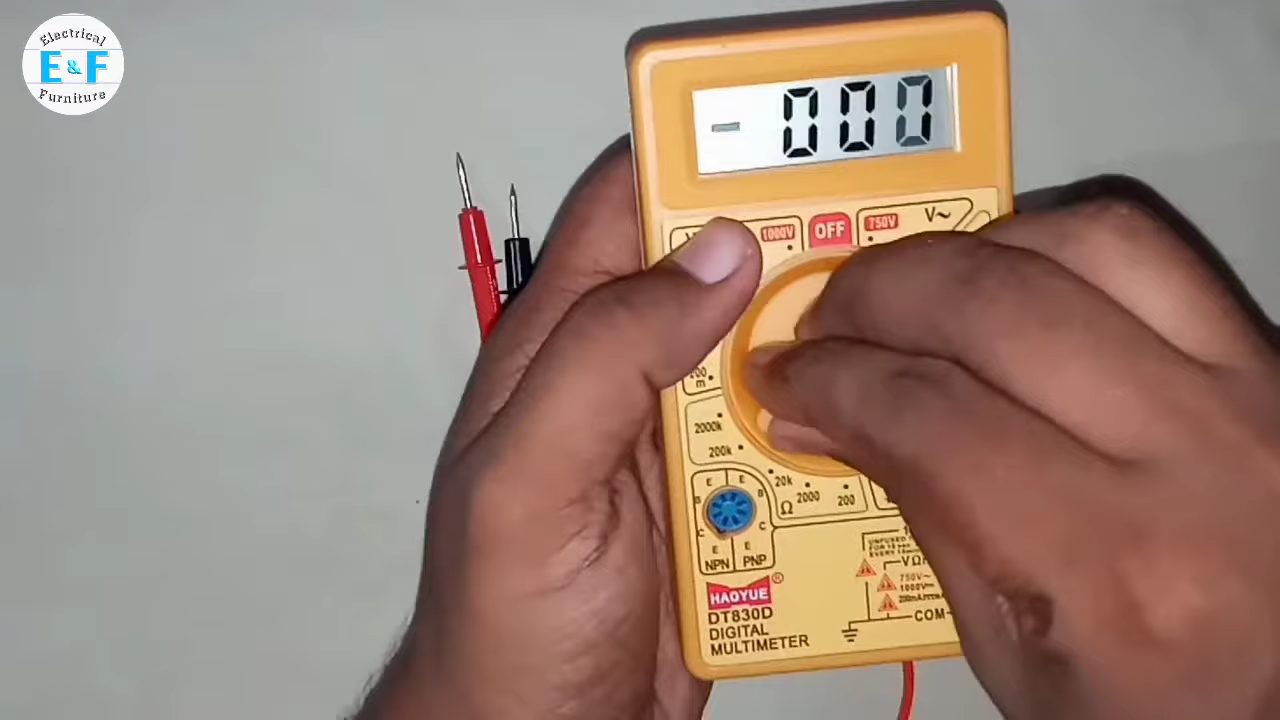 Electrical
E & F
Furniture
- 000
1000V
OFF
750V
V~
200
m
2000k
200k
20k
2000
200
Ω
E
E
B
B
C
C
E
E
NPN
PNP
HAOYUE
®
DT830D
DIGITAL
MULTIMETER
UNFUSED
750V~
1000V
COM